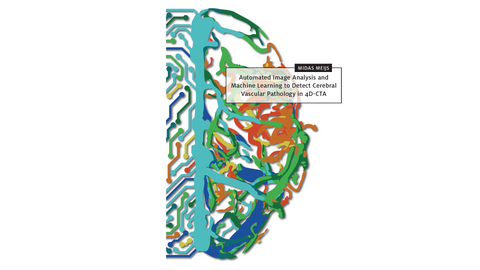 MIDAS MEIJS
Automated Image Analysis and
Machine Learning to Detect Cerebral
Vascular Pathology in 4D-CTA